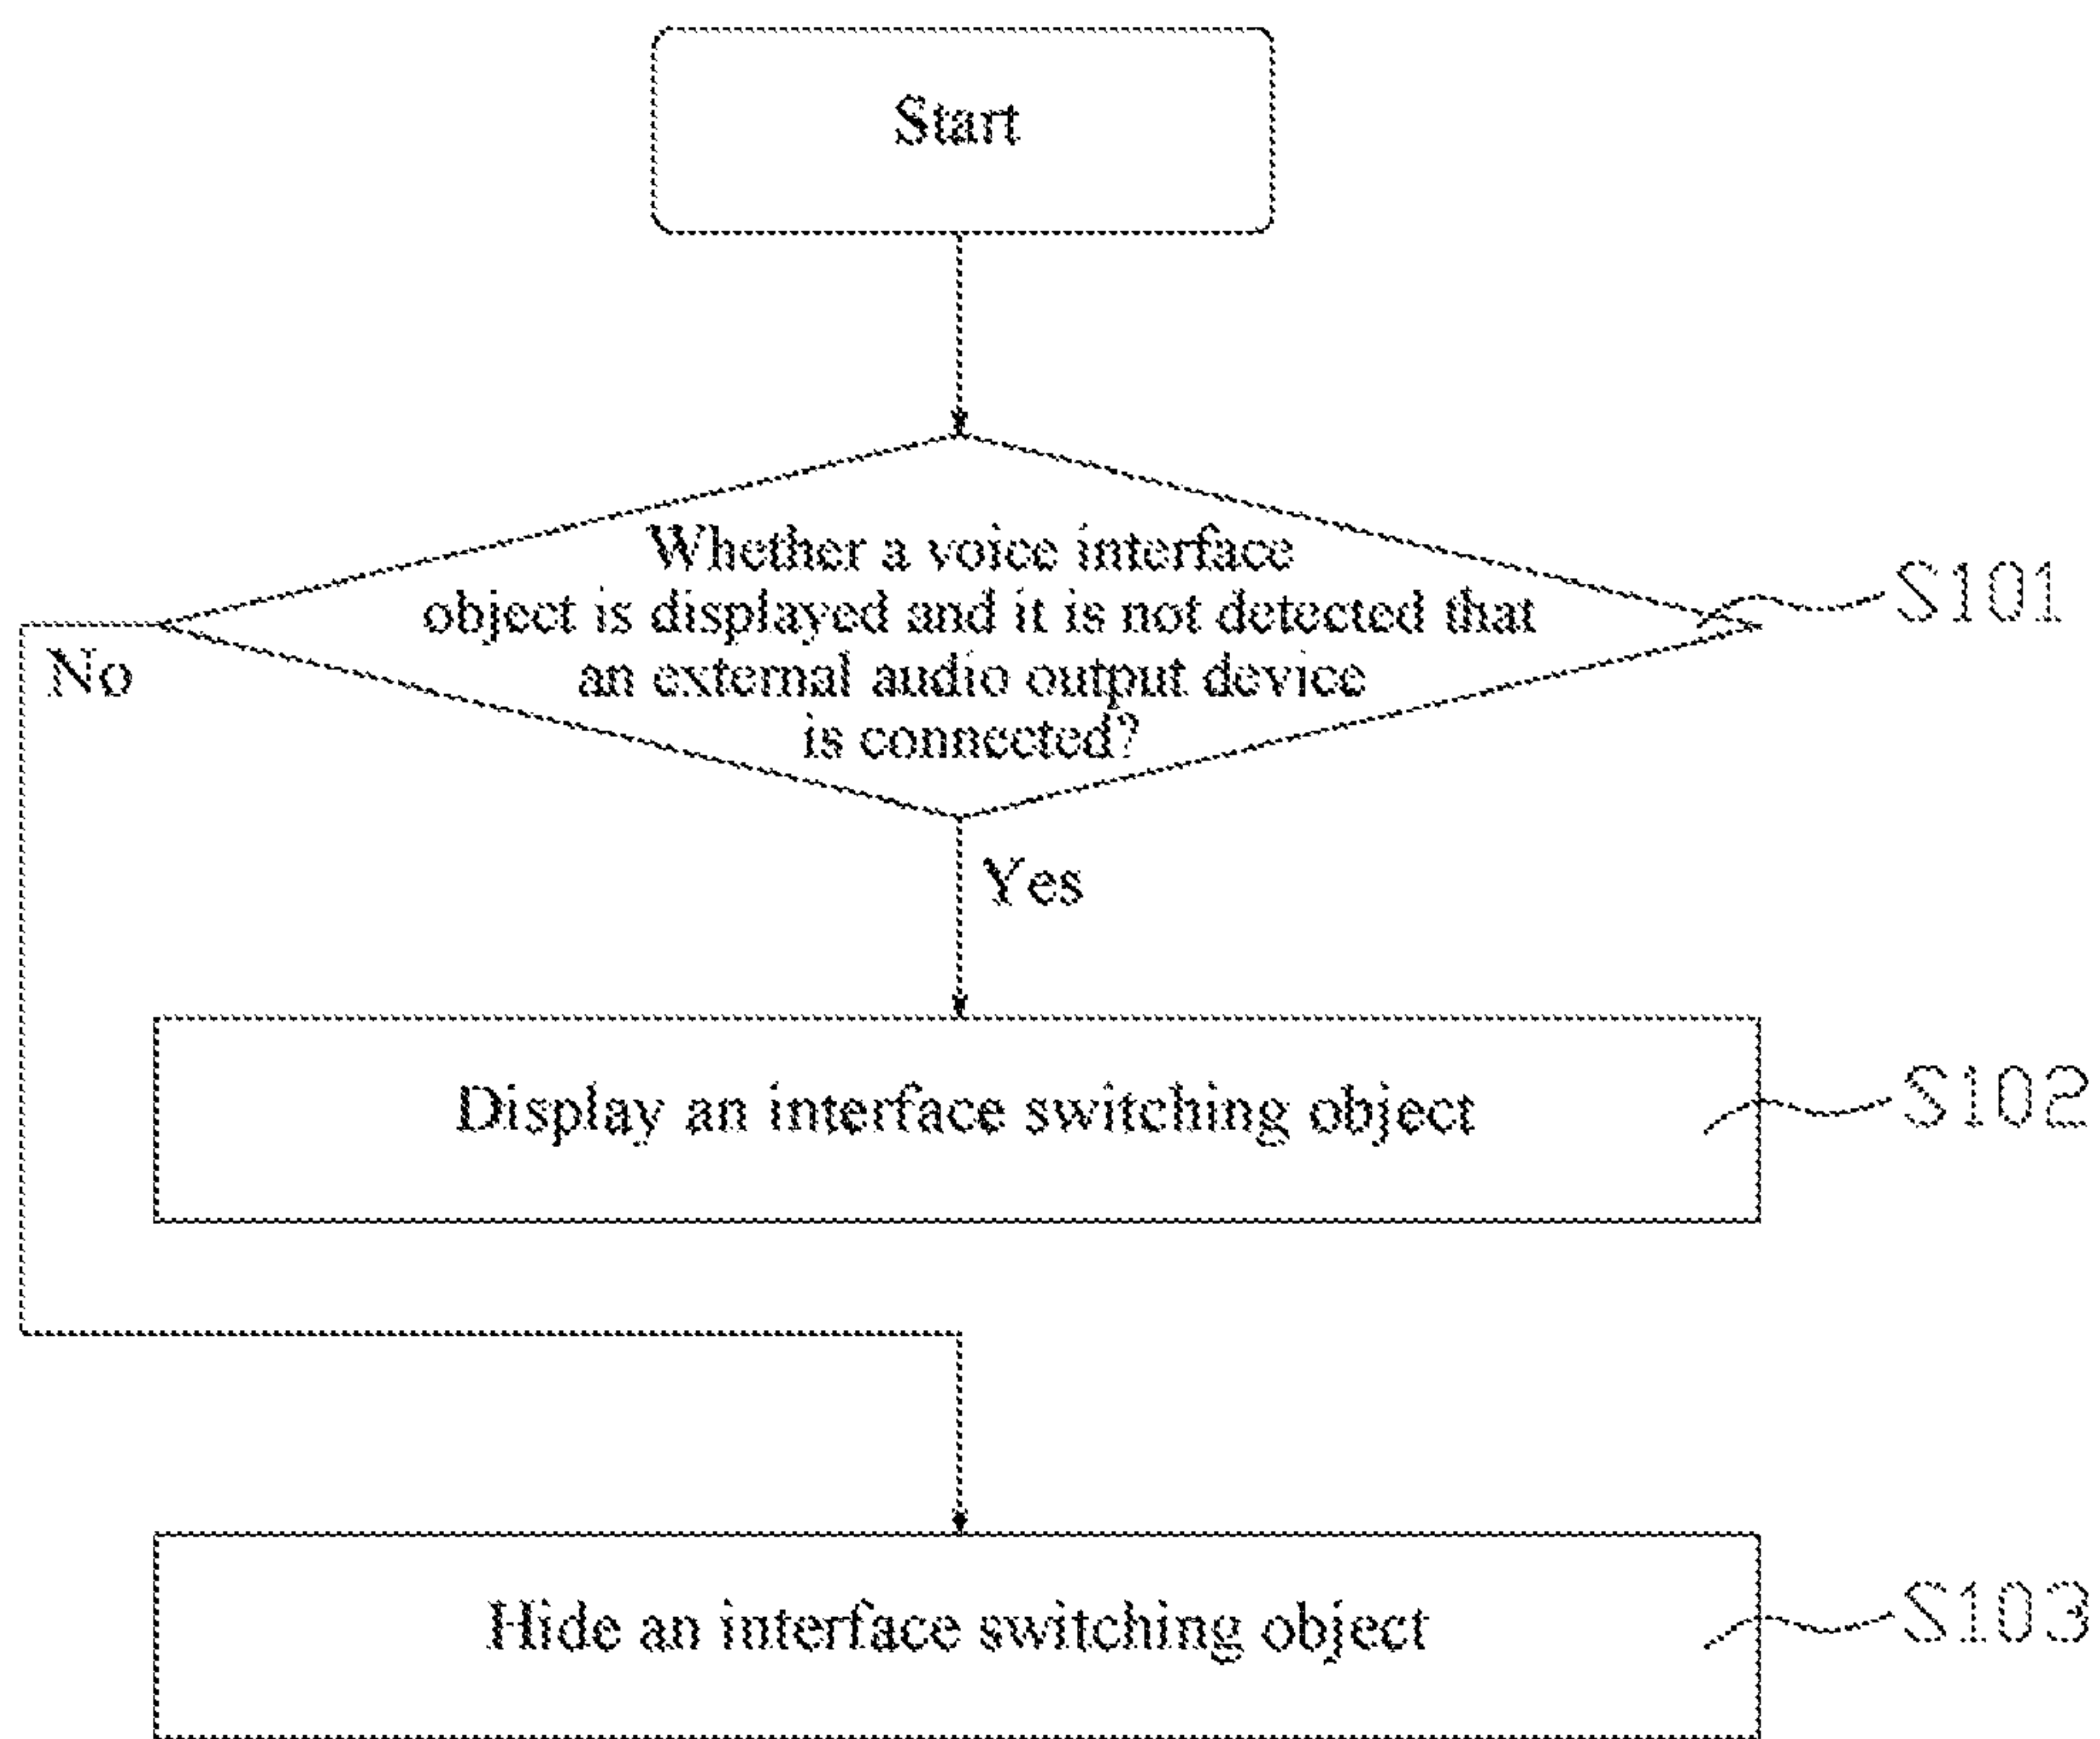 Start
Whether a voice interface
object is displayed and it is not detected that
an external audio output device
is connected?
S101
No
Yes
Display an interface switching object
S102
Hide an interface switching object
S103